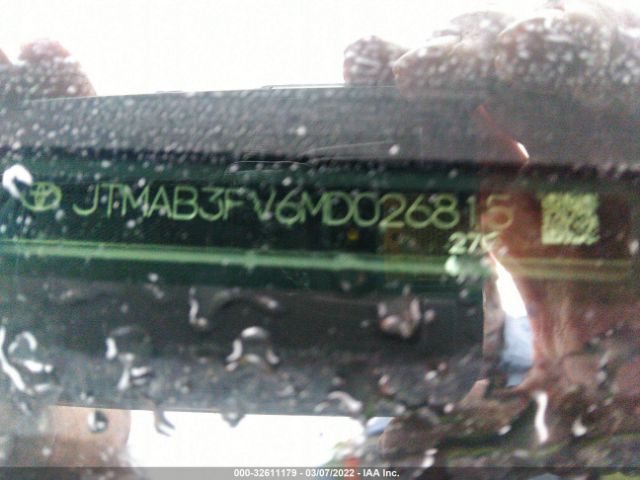 JTMAB3FV6MD026815
000-32611179 - 03/07/2022 - IAA Inc.